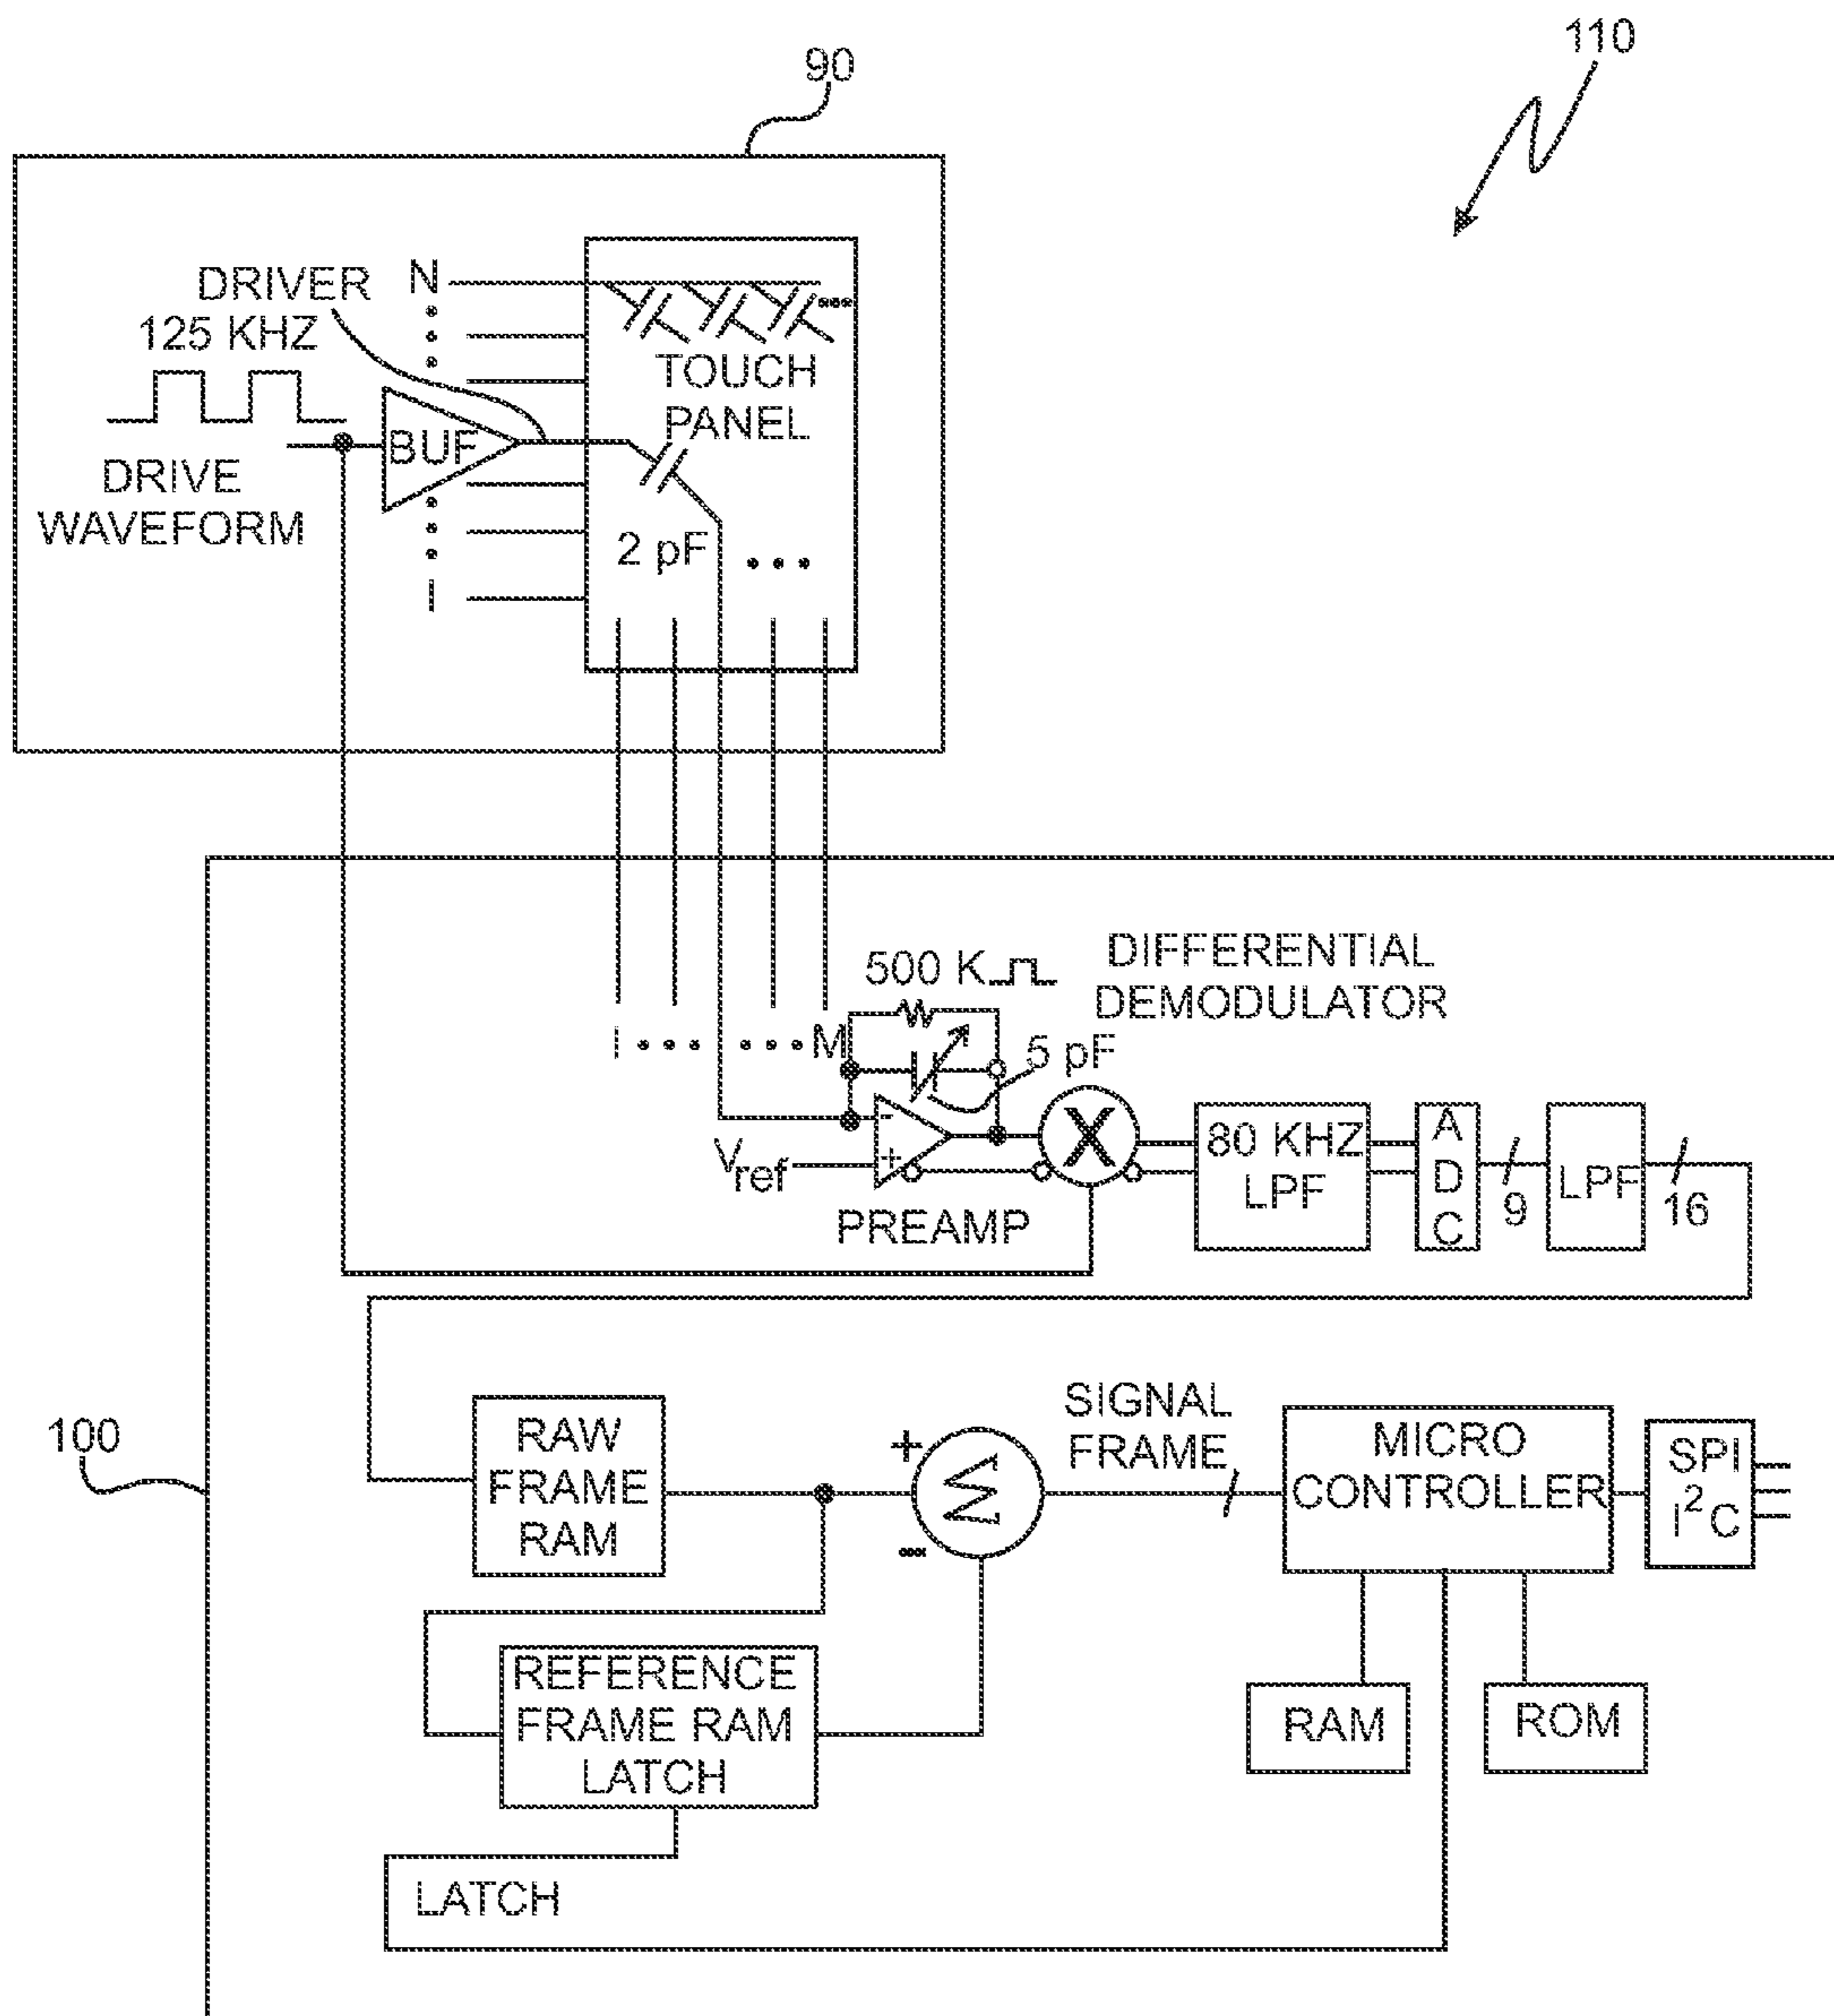 110
90
DRIVER
125 KHZ
N
BUF
DRIVE
WAVEFORM
I
TOUCH
PANEL
2 pF
I
M
500 K
DIFFERENTIAL
DEMODULATOR
5 pF
-
+
Vref
PREAMP
X
80 KHZ
LPF
A
D
C
9
LPF
16
100
RAW
FRAME
RAM
+
-
Σ
SIGNAL
FRAME
MICRO
CONTROLLER
SPI
I²C
REFERENCE
FRAME RAM
LATCH
RAM
ROM
LATCH